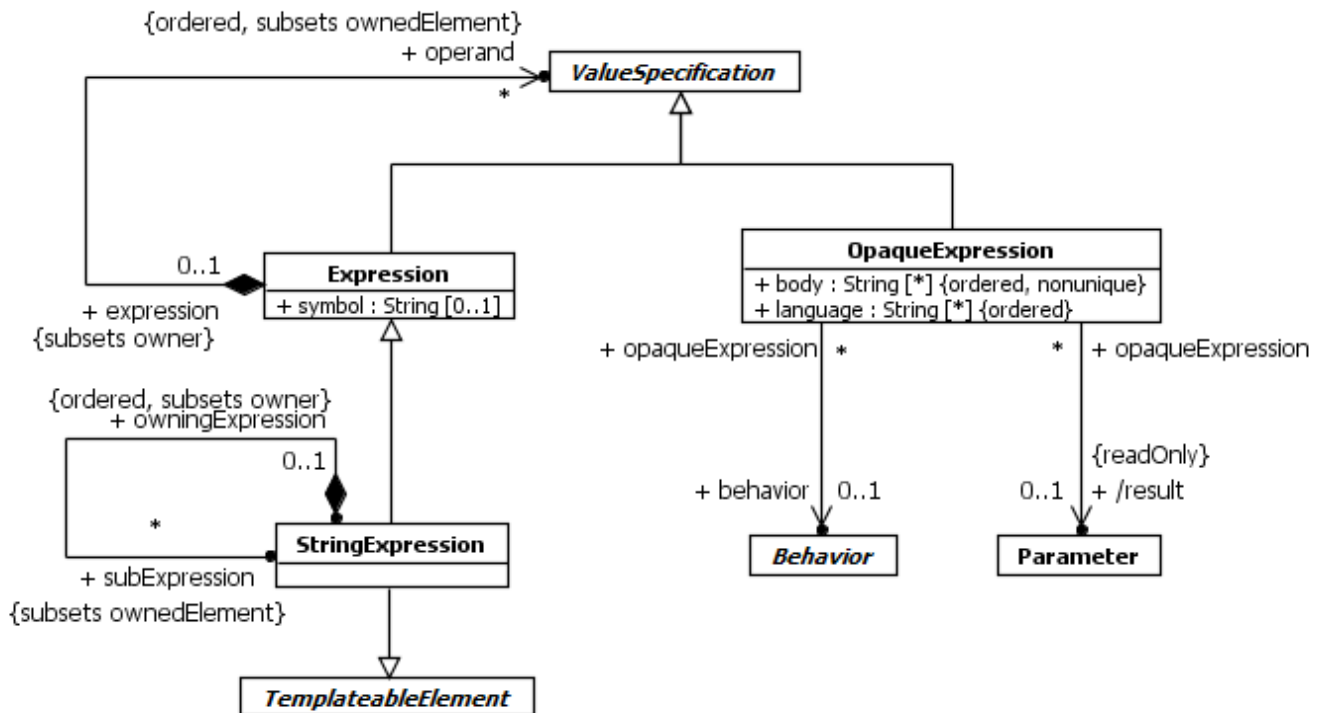 {ordered, subsets ownedElement}
+ operand
*
ValueSpecification
0..1
+ expression
{subsets owner}
Expression
+ symbol : String [0..1]
OpaqueExpression
+ body : String [*] {ordered, nonunique}
+ language : String [*] {ordered}
+ opaqueExpression
*
*
+ opaqueExpression
{ordered, subsets owner}
+ owningExpression
0..1
*
+ subExpression
{subsets ownedElement}
StringExpression
{readOnly}
+ behavior
0..1
0..1
+ /result
Behavior
Parameter
TemplateableElement